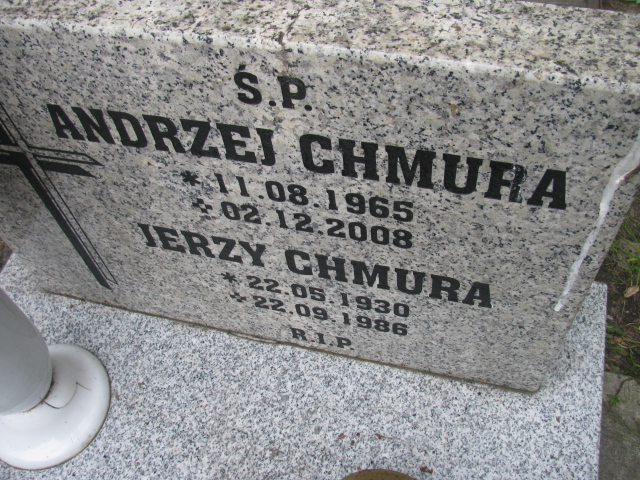 Ś.P.
ANDRZEJ CHMURA
* 11.08.1965
+ 02.12.2008
JERZY CHMURA
* 22.05.1930
+ 22.09.1986
R.I.P.